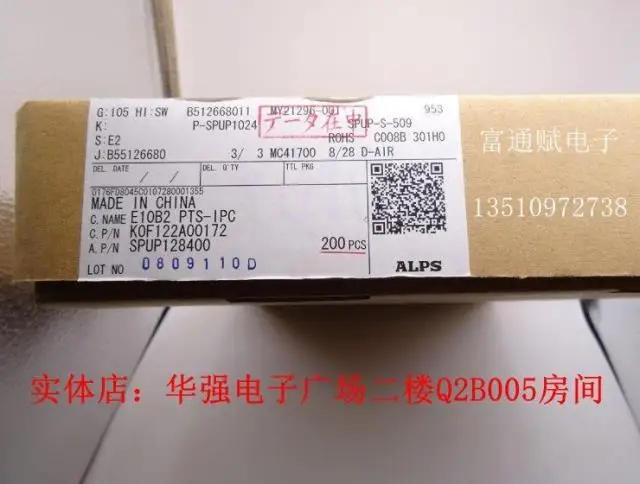 G:105 HI:SW B512668011 MY21296-001 953
K: P-SPUP1024 SPUP-S-509
データ在中
S:E2 ROHS C008B 301H0
J:B55126680 3/ 3 MC41700 8/28 D-AIR
DEL. DATE / / DEL. Q'TY TTL PKG
0176FD8045C0107280001355
MADE IN CHINA
C.NAME E10B2 PTS-IPC
C.P/N K0F122A00172
A.P/N SPUP128400
200 PCS
LOT NO 0809110D
ALPS
富通赋电子
13510972738
实体店：华强电子广场二楼Q2B005房间